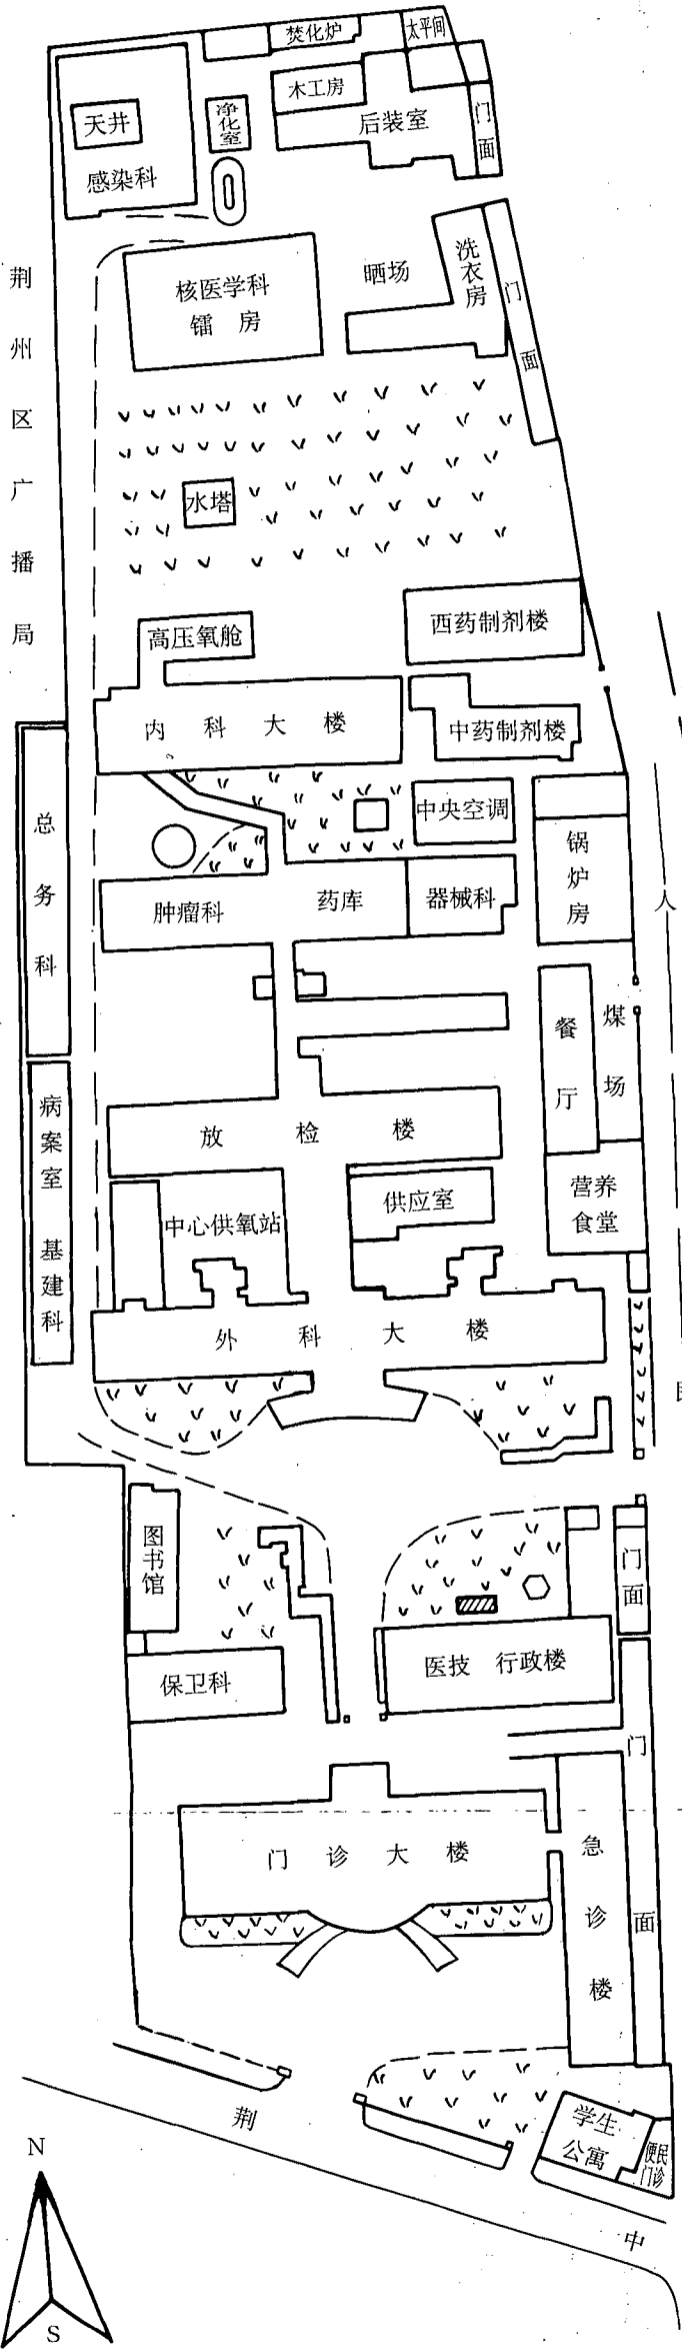 焚化炉
太平间
木工房
天井
净化室
后装室
门面
感染科
荆州区广播局
核医学科
镭 房
晒场
洗衣房
门面
水塔
高压氧舱
西药制剂楼
内科大楼
中药制剂楼
总务科
中央空调
锅炉房
肿瘤科
药库
器械科
人
餐厅
煤场
病案室 基建科
放检楼
中心供氧站
供应室
营养
食堂
外科大楼
图书馆
门面
保卫科
医技 行政楼
门面
门诊大楼
急诊楼
荆
学生
公寓
便民
门诊
中
N
S